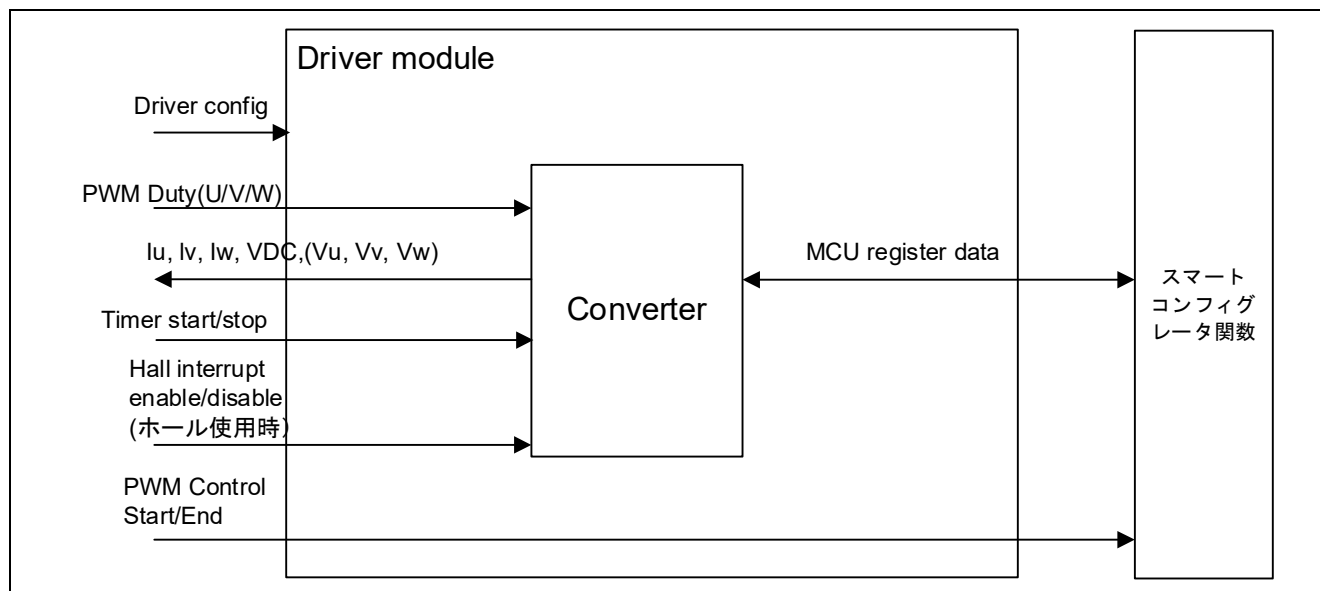 Driver module
Driver config
PWM Duty(U/V/W)
Iu, Iv, Iw, VDC,(Vu, Vv, Vw)
MCU register data
Converter
スマート
コンフィグ
レータ関数
Timer start/stop
Hall interrupt
enable/disable
(ホール使用時）
PWM Control
Start/End